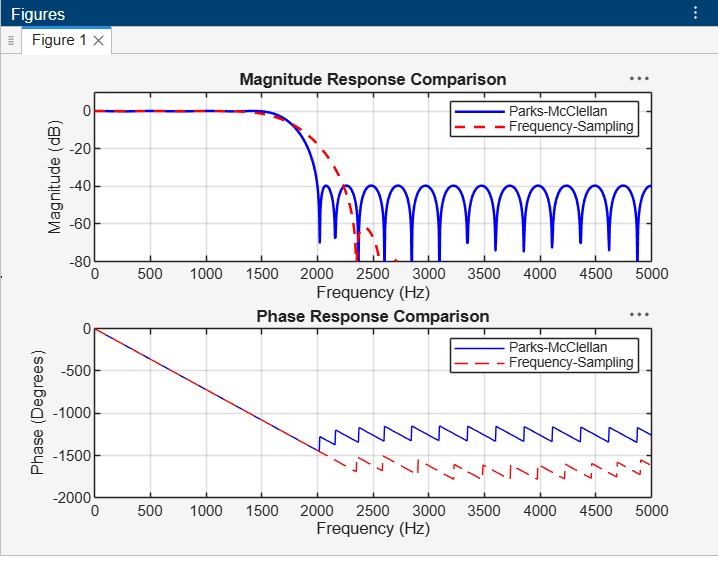 Figures
Figure 1
Magnitude Response Comparison
Magnitude (dB)
0
-20
-40
-60
-80
Parks-McClellan
Frequency-Sampling
0 500 1000 1500 2000 2500 3000 3500 4000 4500 5000
Frequency (Hz)
Phase Response Comparison
Phase (Degrees)
0
-500
-1000
-1500
-2000
Parks-McClellan
Frequency-Sampling
0 500 1000 1500 2000 2500 3000 3500 4000 4500 5000
Frequency (Hz)